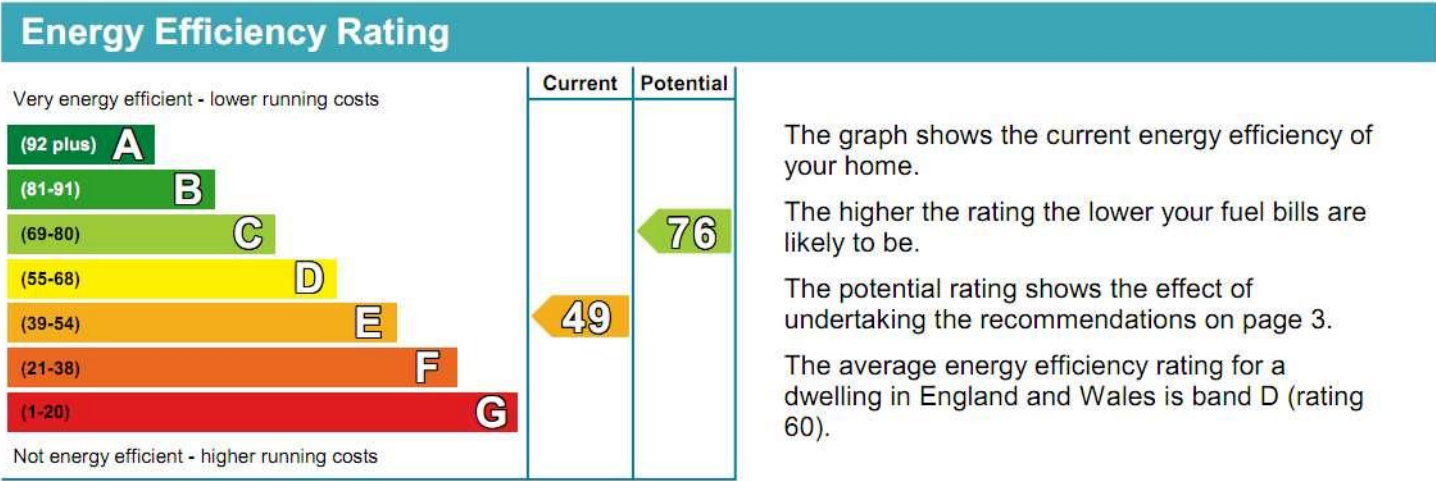 Energy Efficiency Rating
Current Potential
Very energy efficient - lower running costs
(92 plus) A
(81-91) B
(69-80) C
76
(55-68) D
(39-54) E
49
(21-38) F
(1-20) G
Not energy efficient - higher running costs
The graph shows the current energy efficiency of
your home.
The higher the rating the lower your fuel bills are
likely to be.
The potential rating shows the effect of
undertaking the recommendations on page 3.
The average energy efficiency rating for a
dwelling in England and Wales is band D (rating
60).